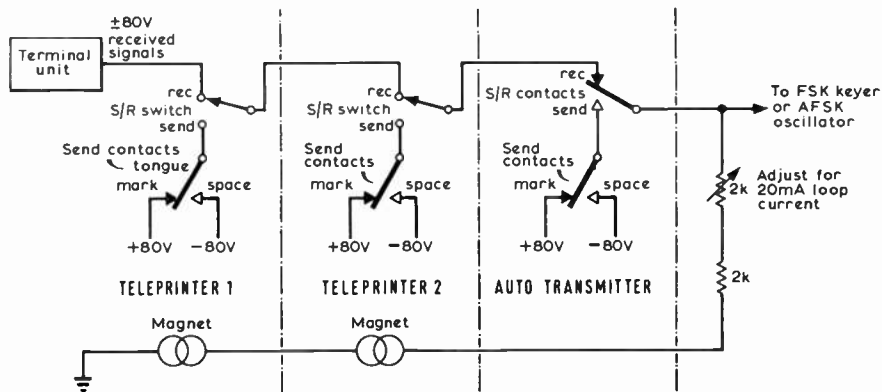 ±80V
received
signals
Terminal
unit
rec
S/R switch
send
Send contacts
tongue
mark
space
+80V
−80V
TELEPRINTER 1
Magnet
rec
S/R switch
send
Send
contacts
mark
space
+80V
−80V
TELEPRINTER 2
Magnet
rec
S/R contacts
send
Send
contacts
mark
space
+80V
−80V
AUTO TRANSMITTER
To FSK keyer
or AFSK
oscillator
2k
Adjust for
20mA loop
current
2k